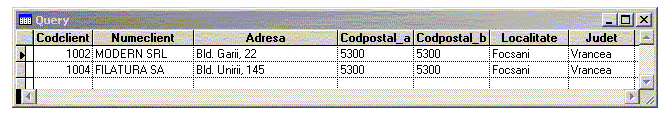 Query
Codclient Numeclient Adresa Codpostal_a Codpostal_b Localitate Judet
1002 MODERN SRL Bld. Garii, 22 5300 5300 Focsani Vrancea
1004 FILATURA SA Bld. Unirii, 145 5300 5300 Focsani Vrancea